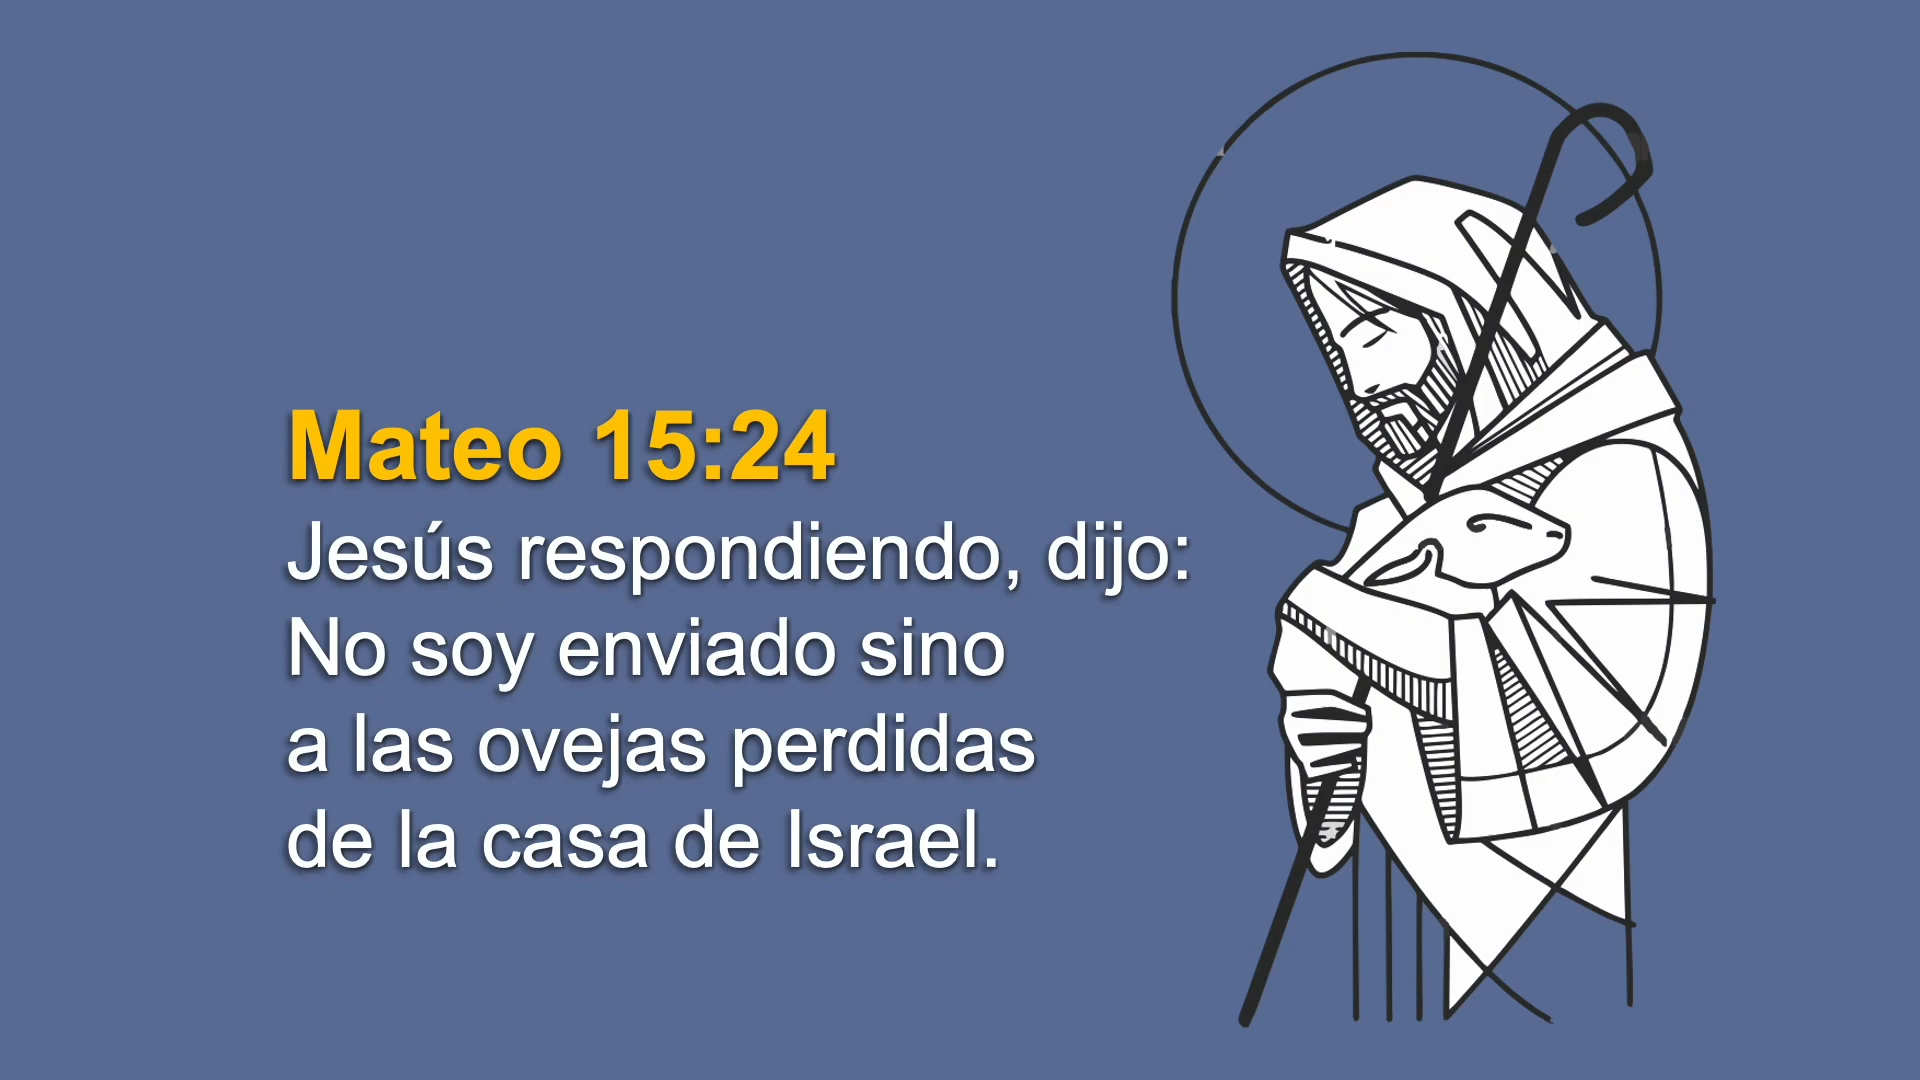 Mateo 15:24
Jesús respondiendo, dijo:
No soy enviado sino
a las ovejas perdidas
de la casa de Israel.